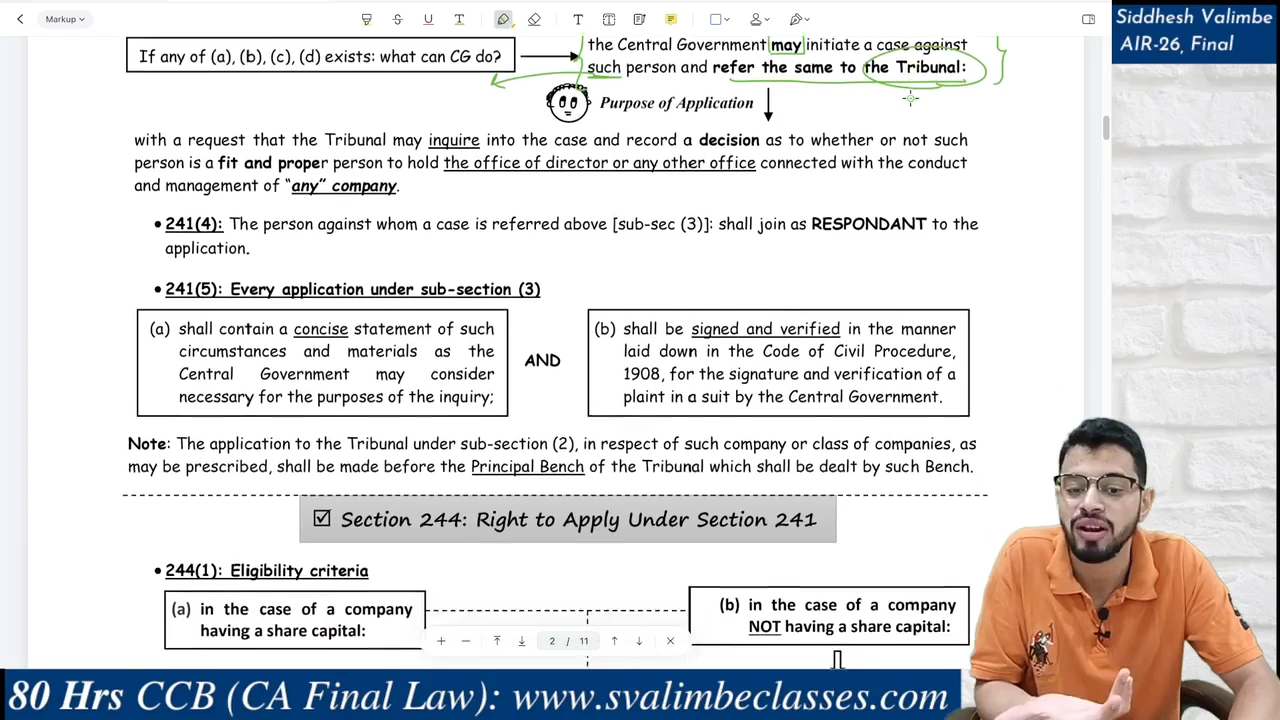 Markup
Siddhesh Valimbe
AIR-26, Final
the Central Government may initiate a case against
If any of (a), (b), (c), (d) exists: what can CG do?
such person and refer the same to the Tribunal:
Purpose of Application
with a request that the Tribunal may inquire into the case and record a decision as to whether or not such
person is a fit and proper person to hold the office of director or any other office connected with the conduct
and management of “any” company.
• 241(4): The person against whom a case is referred above [sub-sec (3)]: shall join as RESPONDANT to the
application.
• 241(5): Every application under sub-section (3)
(a) shall contain a concise statement of such
circumstances and materials as the
Central Government may consider
necessary for the purposes of the inquiry;
AND
(b) shall be signed and verified in the manner
laid down in the Code of Civil Procedure,
1908, for the signature and verification of a
plaint in a suit by the Central Government.
Note: The application to the Tribunal under sub-section (2), in respect of such company or class of companies, as
may be prescribed, shall be made before the Principal Bench of the Tribunal which shall be dealt by such Bench.
Section 244: Right to Apply Under Section 241
• 244(1): Eligibility criteria
(a) in the case of a company
having a share capital:
(b) in the case of a company
NOT having a share capital:
2 / 11
80 Hrs CCB (CA Final Law): www.svalimbeclasses.com